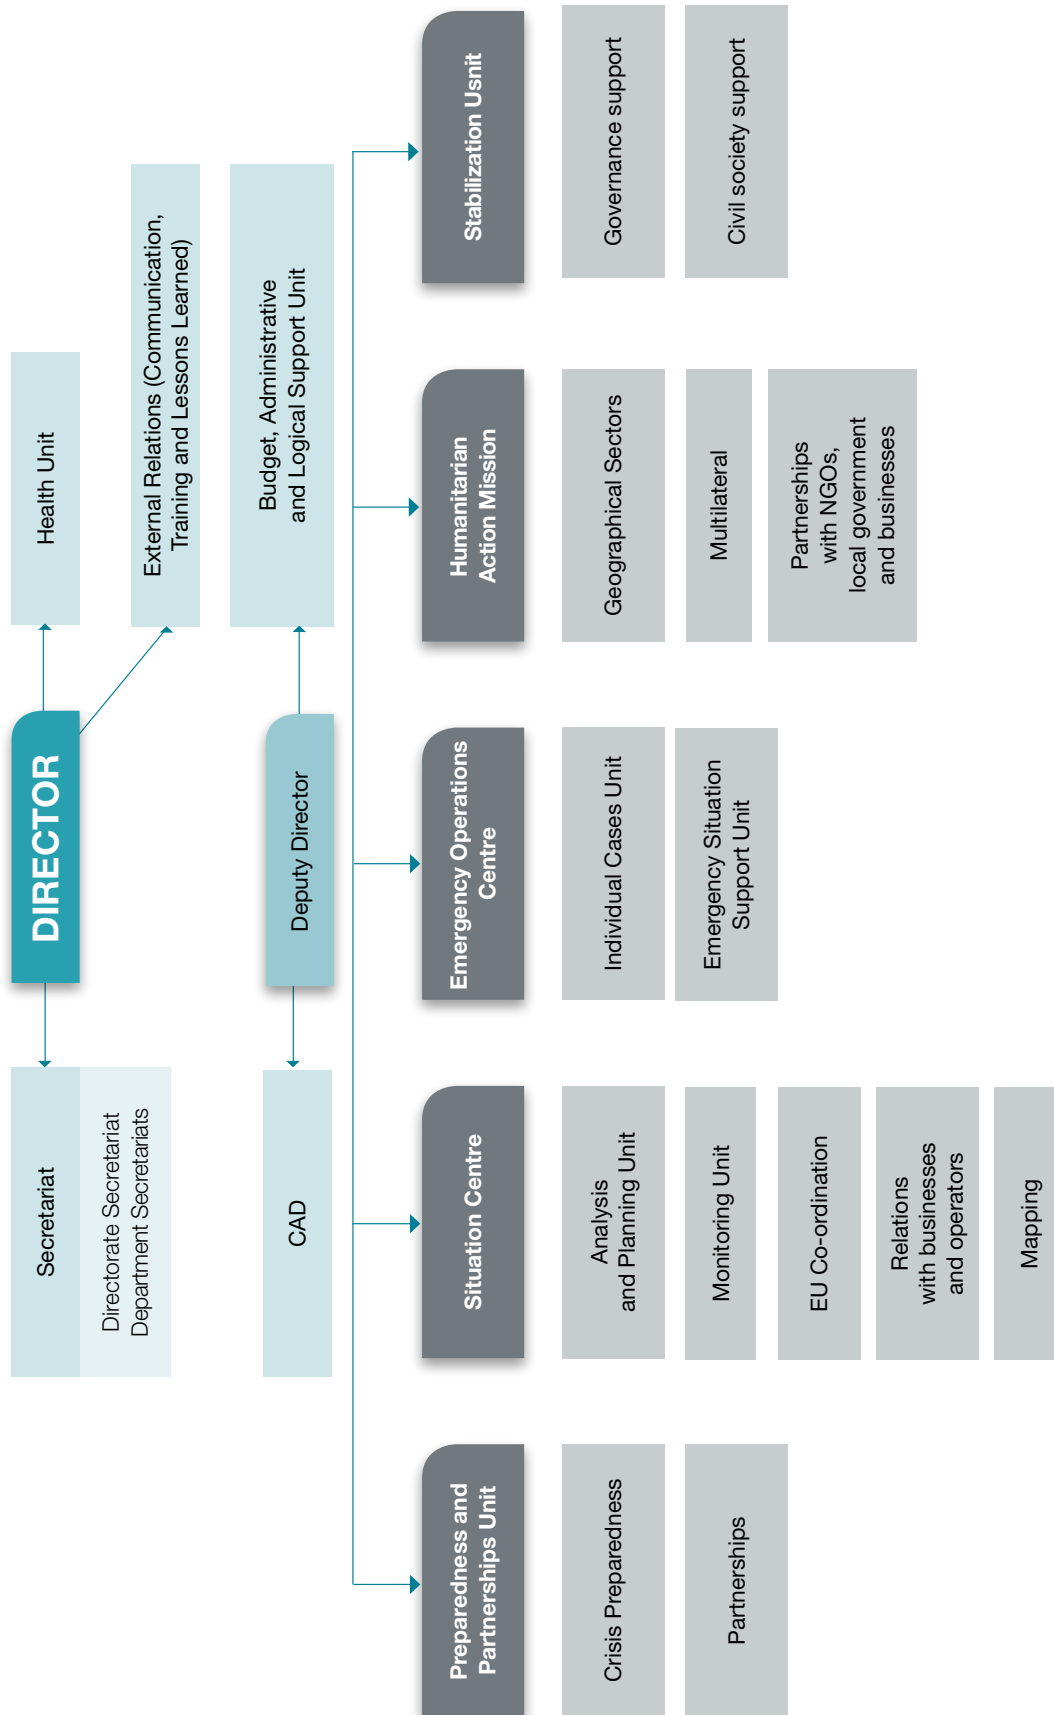 DIRECTOR
Secretariat
Directorate Secretariat
Department Secretariats
Health Unit
External Relations (Communication,
Training and Lessons Learned)
Deputy Director
CAD
Budget, Administrative
and Logical Support Unit
Preparedness and
Partnerships Unit
Crisis Preparedness
Partnerships
Situation Centre
Analysis
and Planning Unit
Monitoring Unit
EU Co-ordination
Relations
with businesses
and operators
Mapping
Emergency Operations
Centre
Individual Cases Unit
Emergency Situation
Support Unit
Humanitarian
Action Mission
Geographical Sectors
Multilateral
Partnerships
with NGOs,
local government
and businesses
Stabilization Usnit
Governance support
Civil society support